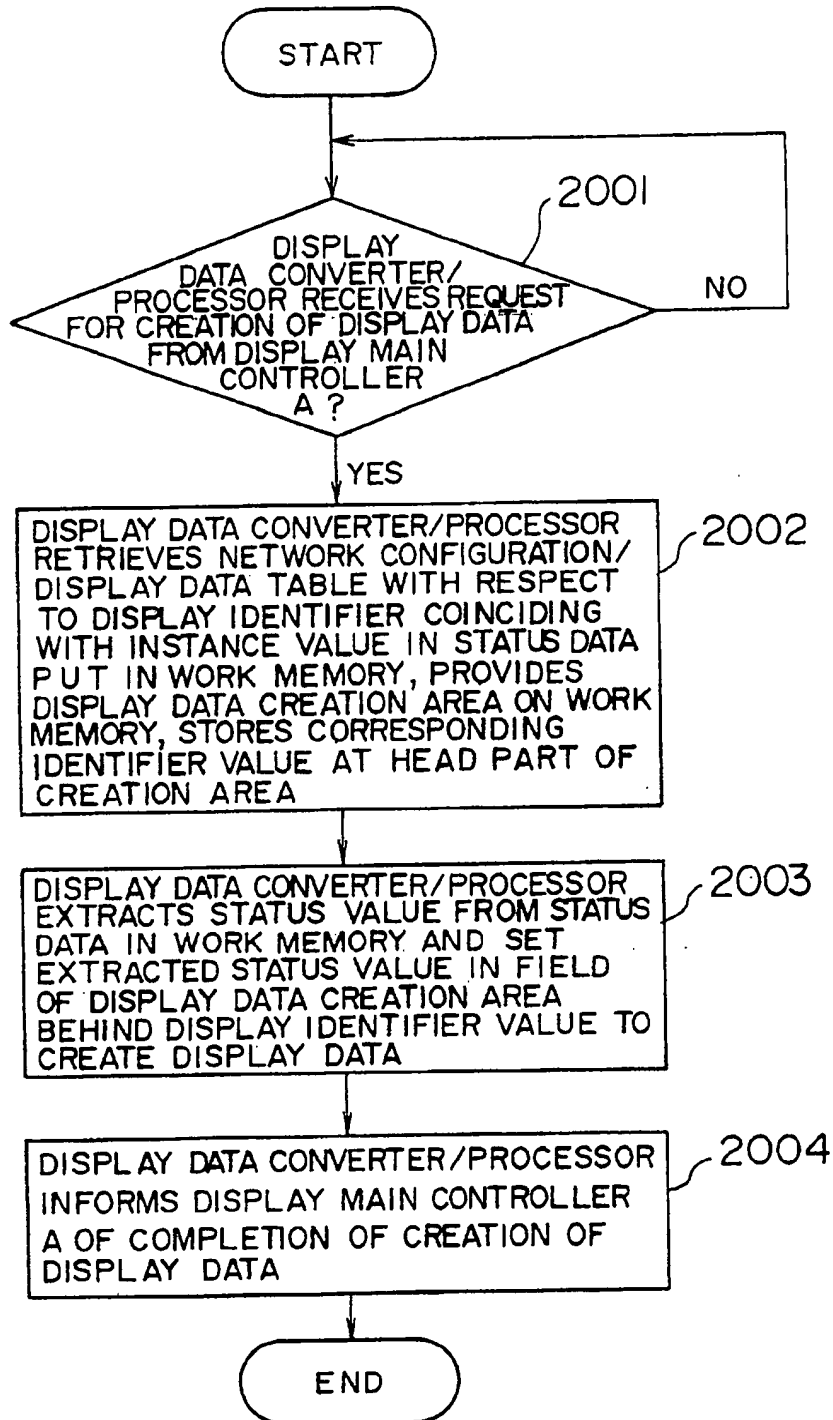 START
2001
DISPLAY
DATA CONVERTER/
PROCESSOR RECEIVES REQUEST
FOR CREATION OF DISPLAY DATA
FROM DISPLAY MAIN
CONTROLLER
A ?
NO
YES
2002
DISPLAY DATA CONVERTER/PROCESSOR
RETRIEVES NETWORK CONFIGURATION/
DISPLAY DATA TABLE WITH RESPECT
TO DISPLAY IDENTIFIER COINCIDING
WITH INSTANCE VALUE IN STATUS DATA
PUT IN WORK MEMORY, PROVIDES
DISPLAY DATA CREATION AREA ON WORK
MEMORY, STORES CORRESPONDING
IDENTIFIER VALUE AT HEAD PART OF
CREATION AREA
2003
DISPLAY DATA CONVERTER/PROCESSOR
EXTRACTS STATUS VALUE FROM STATUS
DATA IN WORK MEMORY AND SET
EXTRACTED STATUS VALUE IN FIELD
OF DISPLAY DATA CREATION AREA
BEHIND DISPLAY IDENTIFIER VALUE TO
CREATE DISPLAY DATA
2004
DISPLAY DATA CONVERTER/PROCESSOR
INFORMS DISPLAY MAIN CONTROLLER
A OF COMPLETION OF CREATION OF
DISPLAY DATA
END